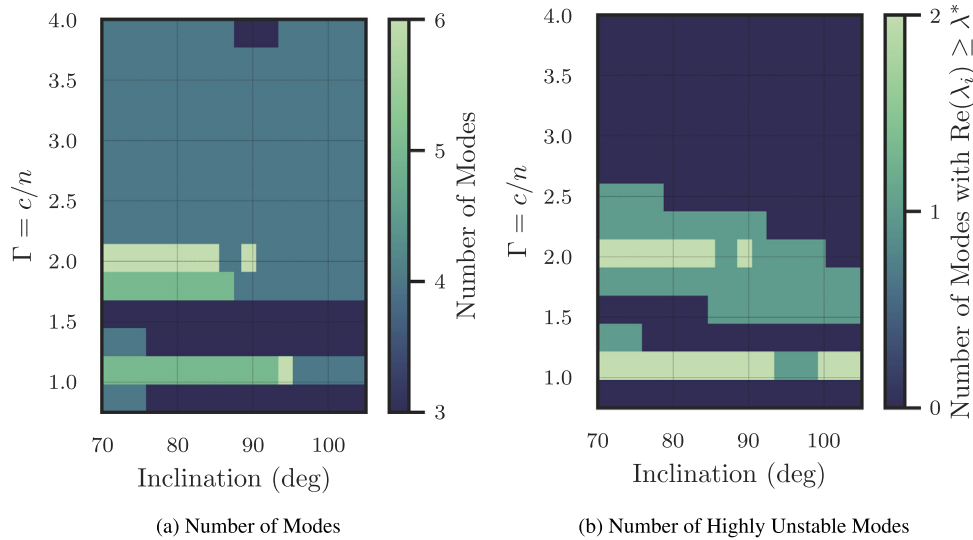 4.0
3.5
3.0
2.5
2.0
1.5
1.0
Γ = c/n
70 80 90 100
Inclination (deg)
6
5
4
3
Number of Modes
(a) Number of Modes
4.0
3.5
3.0
2.5
2.0
1.5
1.0
Γ = c/n
70 80 90 100
Inclination (deg)
2
1
0
Number of Modes with Re(λᵢ) ≥ λ*
(b) Number of Highly Unstable Modes